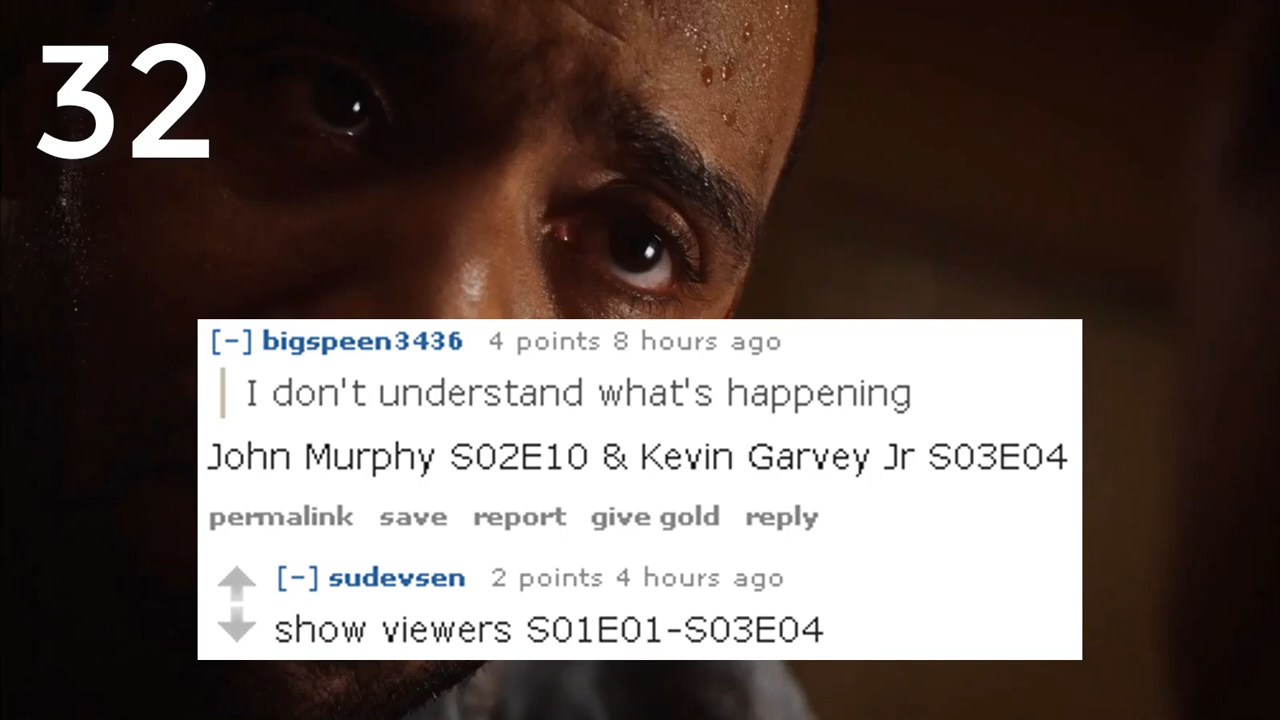 32
[-] bigspeen3436 4 points 8 hours ago
I don't understand what's happening
John Murphy S02E10 & Kevin Garvey Jr S03E04
permalink save report give gold reply
[-] sudevsen 2 points 4 hours ago
show viewers S01E01-S03E04